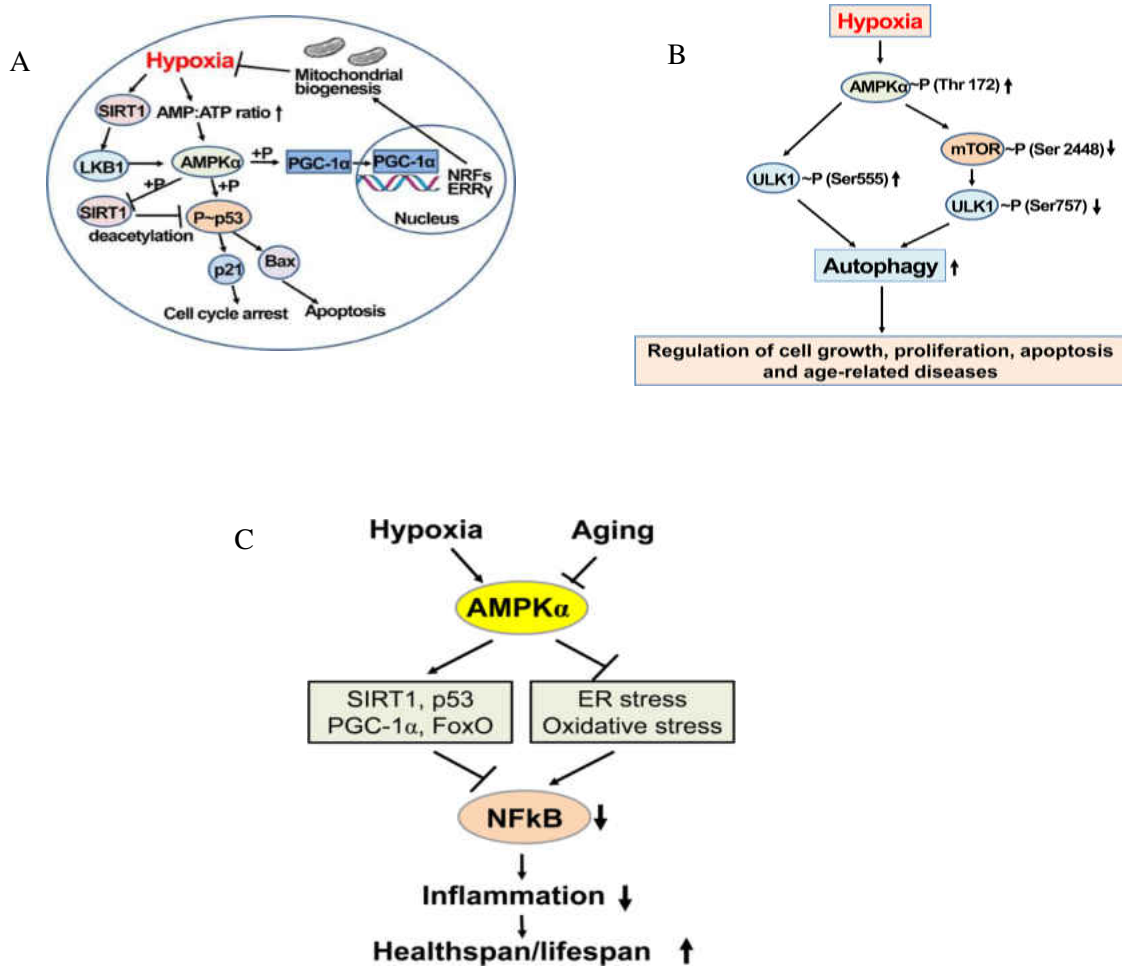 A
Hypoxia
Mitochondrial
biogenesis
SIRT1
AMP:ATP ratio ↑
LKB1
AMPKα
+P
PGC-1α
PGC-1α
NRFs
ERRγ
Nucleus
+P
+P
SIRT1
deacetylation
P~p53
p21
Bax
Cell cycle arrest
Apoptosis
B
Hypoxia
AMPKα~P (Thr 172) ↑
mTOR~P (Ser 2448) ↓
ULK1~P (Ser555) ↑
ULK1~P (Ser757) ↓
Autophagy ↑
Regulation of cell growth, proliferation, apoptosis
and age-related diseases
C
Hypoxia
Aging
AMPKα
SIRT1, p53
PGC-1α, FoxO
ER stress
Oxidative stress
NFkB ↓
Inflammation ↓
Healthspan/lifespan ↑